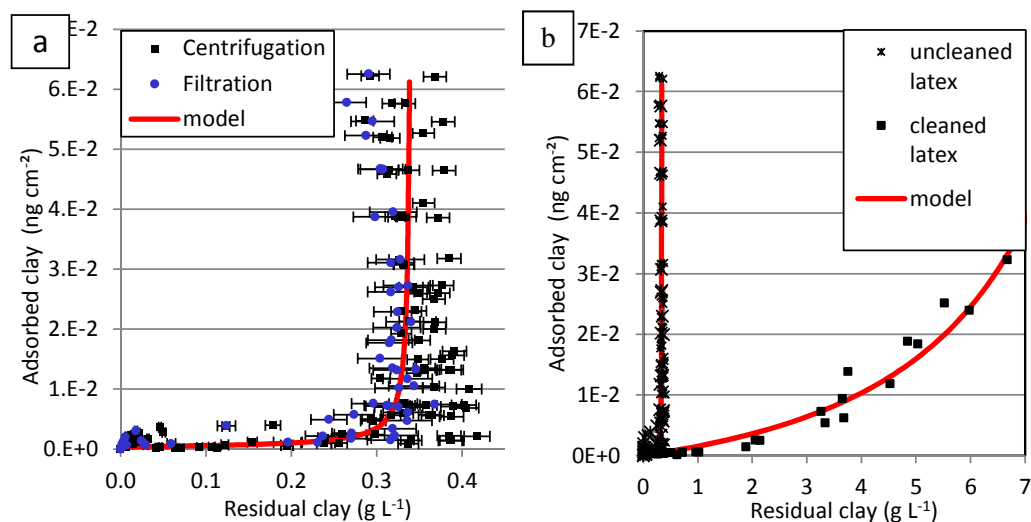 a
.E-2
6.E-2
5.E-2
4.E-2
3.E-2
2.E-2
1.E-2
0.E+0
Adsorbed clay (ng cm⁻²)
Centrifugation
Filtration
model
0.0
0.1
0.2
0.3
0.4
Residual clay (g L⁻¹)
b
7E-2
6E-2
5E-2
4E-2
3E-2
2E-2
1E-2
0E+0
Adsorbed clay (ng cm⁻²)
uncleaned
latex
cleaned
latex
model
0
1
2
3
4
5
6
7
Residual clay (g L⁻¹)